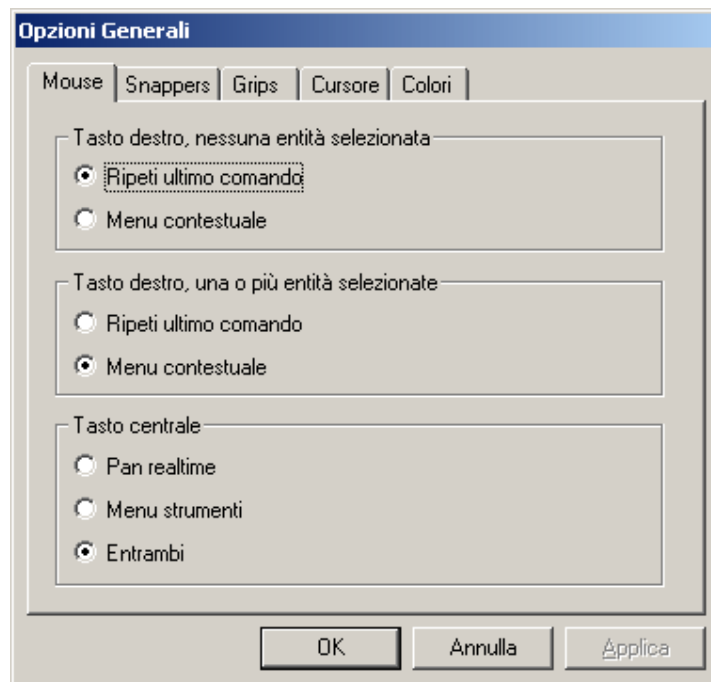 Opzioni Generali
Mouse Snappers Grips Cursore Colori
Tasto destro, nessuna entità selezionata
Ripeti ultimo comando
Menu contestuale
Tasto destro, una o più entità selezionate
Ripeti ultimo comando
Menu contestuale
Tasto centrale
Pan realtime
Menu strumenti
Entrambi
OK Annulla Applica